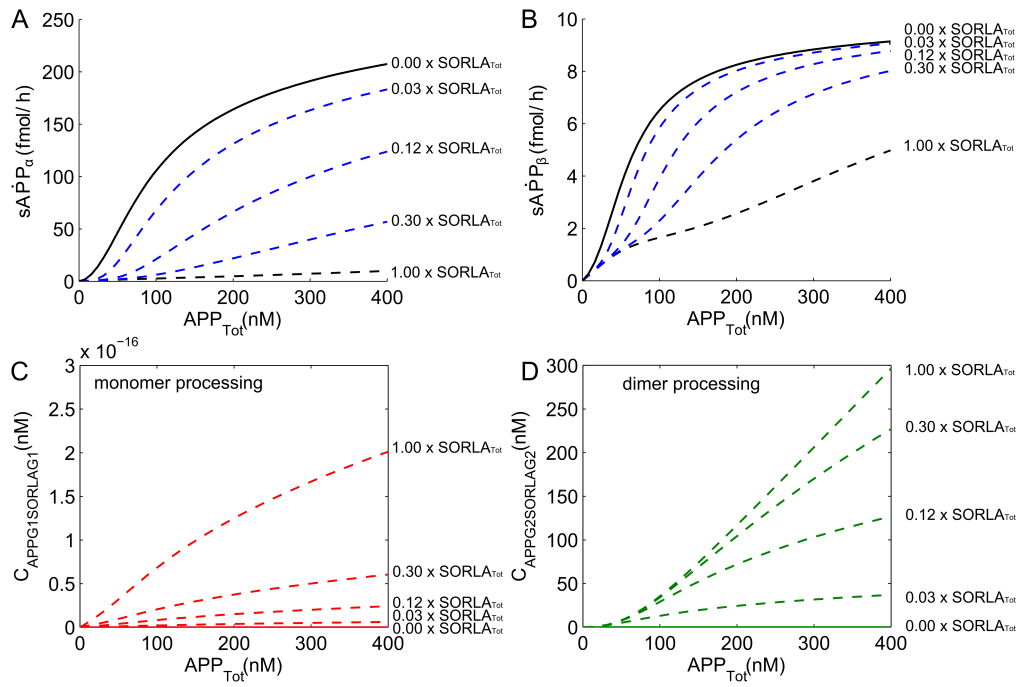 A
sAṖPα (fmol/ h)
250
200
150
100
50
0
0 100 200 300 400
APPTot(nM)
0.00 x SORLATot
0.03 x SORLATot
0.12 x SORLATot
0.30 x SORLATot
1.00 x SORLATot
B
sAṖPβ (fmol/ h)
10
8
6
4
2
0
0 100 200 300 400
APPTot(nM)
0.00 x SORLATot
0.03 x SORLATot
0.12 x SORLATot
0.30 x SORLATot
1.00 x SORLATot
C
x 10−16
monomer processing
CAPPG1SORLAG1(nM)
3
2.5
2
1.5
1
0.5
0
0 100 200 300 400
APPTot(nM)
1.00 x SORLATot
0.30 x SORLATot
0.12 x SORLATot
0.03 x SORLATot
0.00 x SORLATot
D
dimer processing
CAPPG2SORLAG2(nM)
300
250
200
150
100
50
0
0 100 200 300 400
APPTot(nM)
1.00 x SORLATot
0.30 x SORLATot
0.12 x SORLATot
0.03 x SORLATot
0.00 x SORLATot